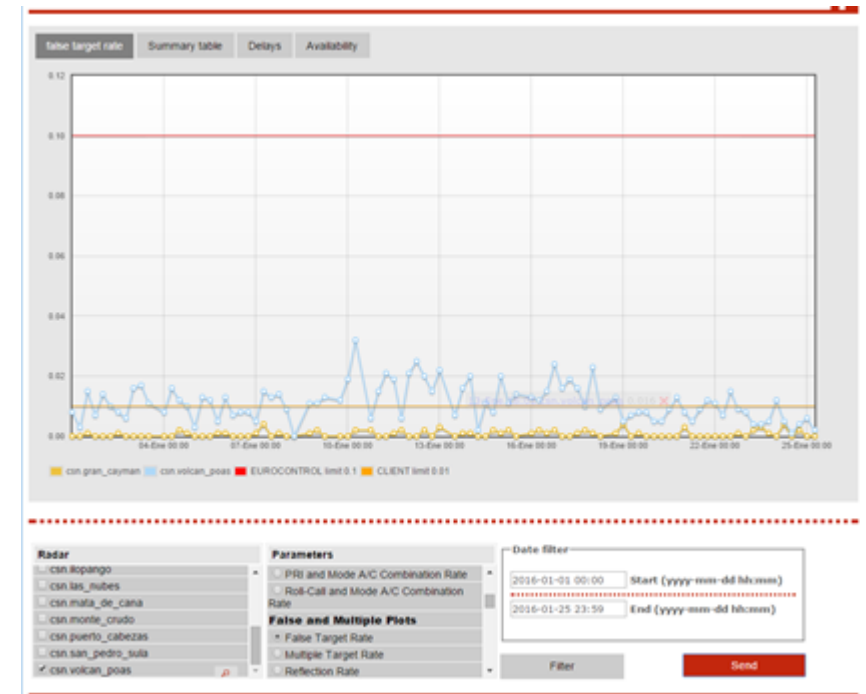 false target rate Summary table Delays Availability
0.12
0.10
0.08
0.06
0.04
0.02
0.00
04-Ene 00:00 07-Ene 00:00 10-Ene 00:00 13-Ene 00:00 16-Ene 00:00 19-Ene 00:00 22-Ene 00:00 25-Ene 00:00
csn.gran_cayman csn.volcan_poas EUROCONTROL limit 0.1 CLIENT limit 0.01
Radar
csn.ilopango
csn.las_nubes
csn.mata_de_cana
csn.monte_crudo
csn.puerto_cabezas
csn.san_pedro_sula
csn.volcan_poas
Parameters
PRI and Mode A/C Combination Rate
Roll-Call and Mode A/C Combination
Rate
False and Multiple Plots
False Target Rate
Multiple Target Rate
Reflection Rate
Date filter
2016-01-01 00:00 Start (yyyy-mm-dd hh:mm)
2016-01-25 23:59 End (yyyy-mm-dd hh:mm)
Filter Send